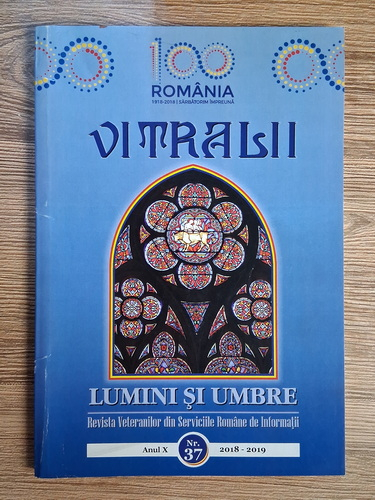 100
ROMÂNIA
1918-2018 | SĂRBĂTORIM ÎMPREUNĂ
VITRALII
LUMINI ŞI UMBRE
Revista Veteranilor din Serviciile Române de Informaţii
Anul X Nr. 37 2018 - 2019